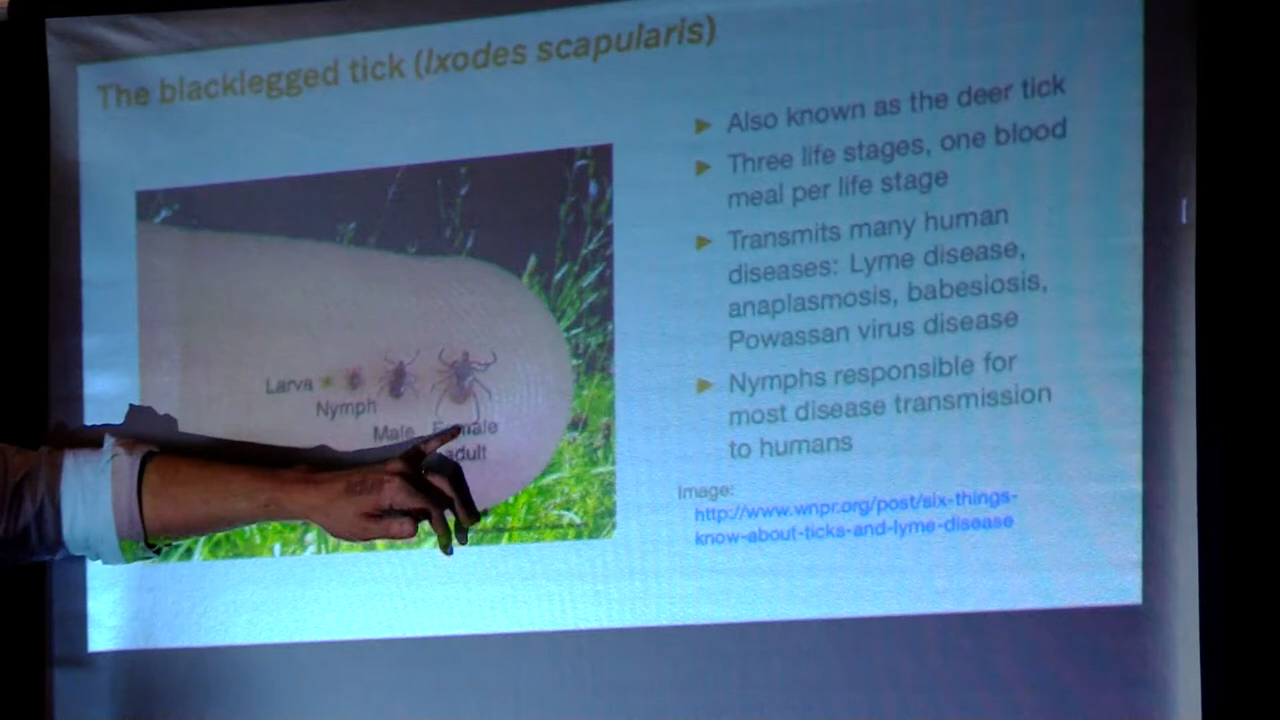 The blacklegged tick (Ixodes scapularis)
Also known as the deer tick
Three life stages, one blood
meal per life stage
Transmits many human
diseases: Lyme disease,
anaplasmosis, babesiosis,
Powassan virus disease
Nymphs responsible for
most disease transmission
to humans
Image:
http://www.wnpr.org/post/six-things-
know-about-ticks-and-lyme-disease
Larva
Nymph
Male Female
adult adult